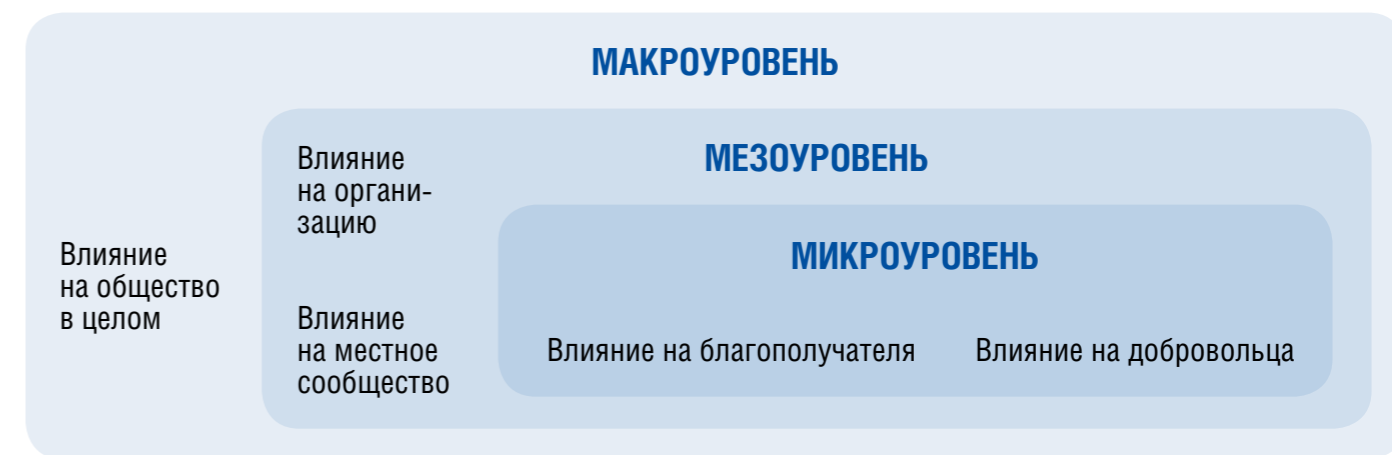 МАКРОУРОВЕНЬ
Влияние
на общество
в целом
МЕЗОУРОВЕНЬ
Влияние
на органи-
зацию
Влияние
на местное
сообщество
МИКРОУРОВЕНЬ
Влияние на благополучателя
Влияние на добровольца